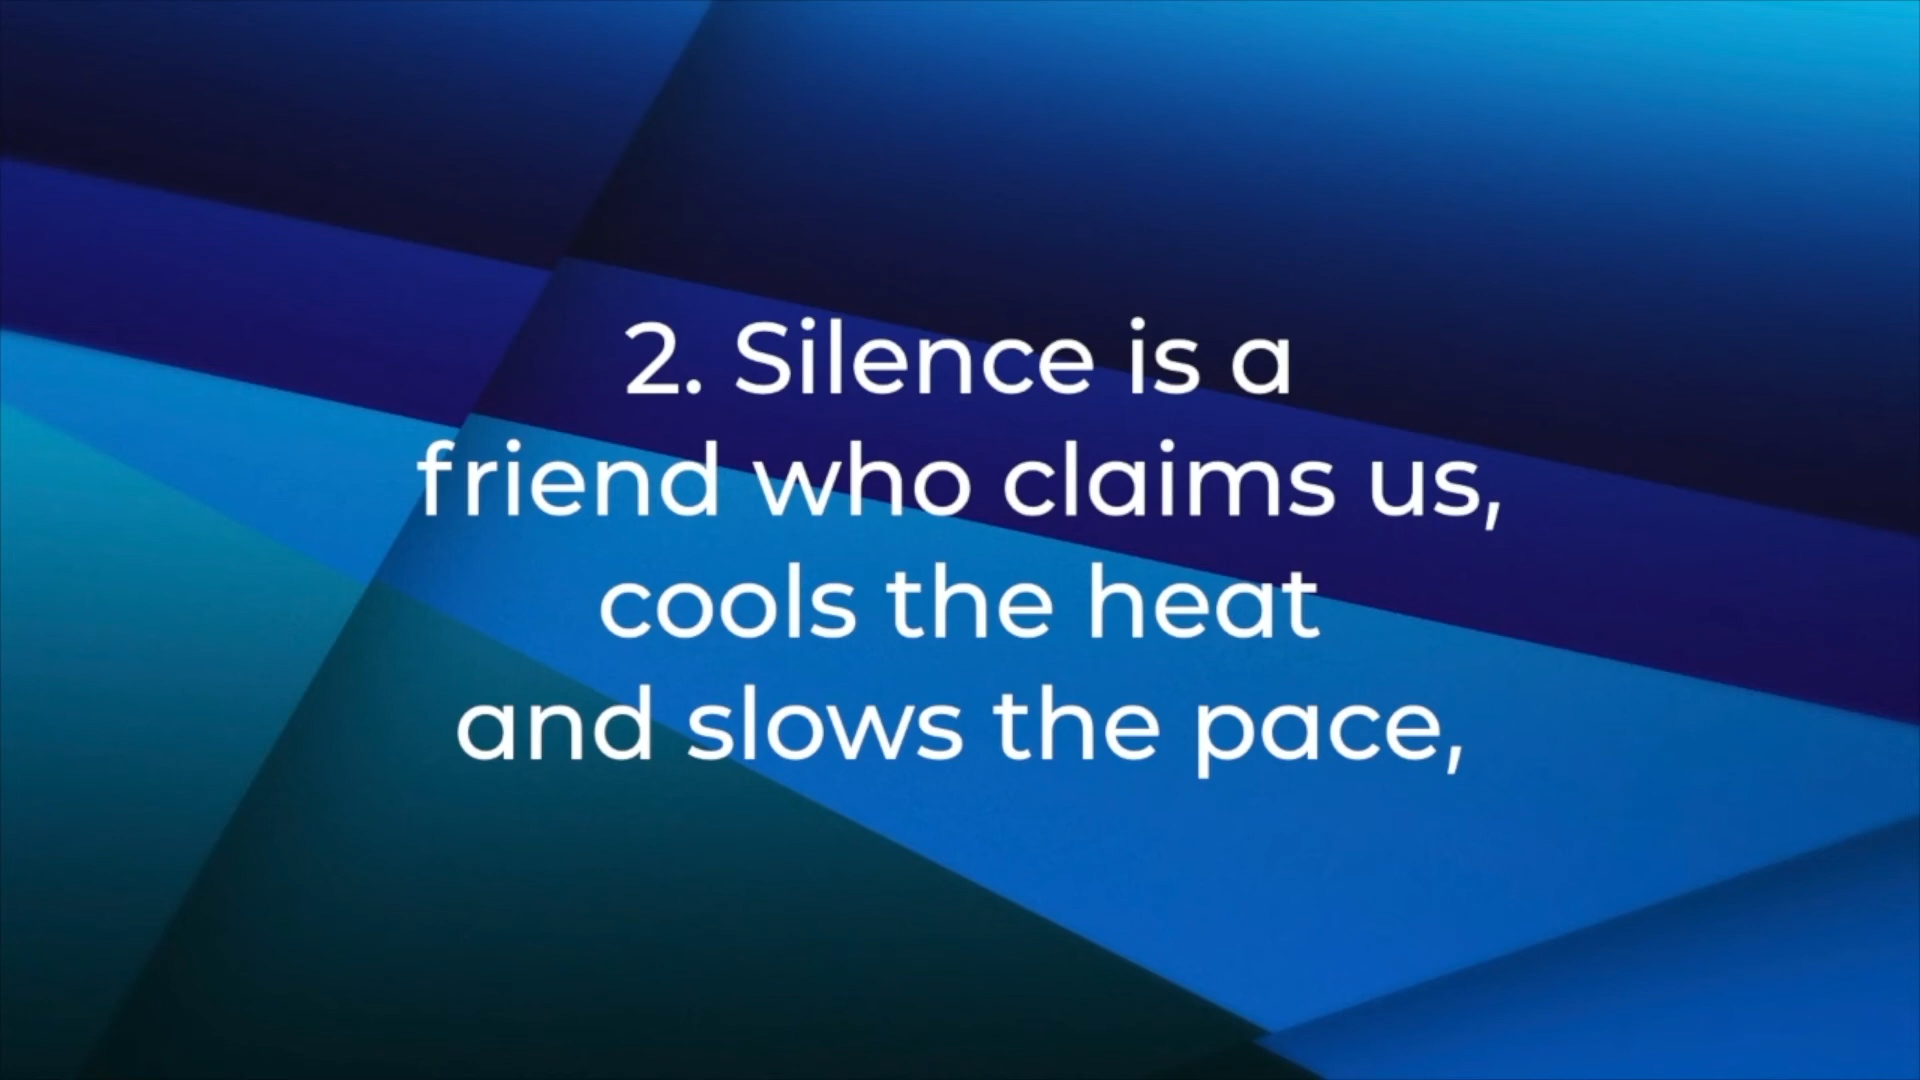 2. Silence is a
friend who claims us,
cools the heat
and slows the pace,